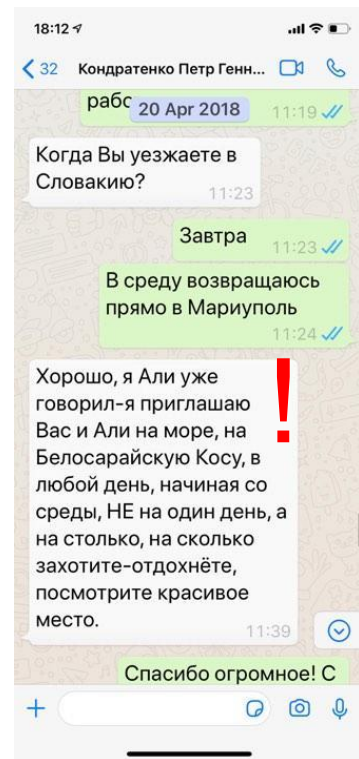 18:12
32 Кондратенко Петр Генн...
рабо
20 Apr 2018
11:19
Когда Вы уезжаете в
Словакию?
11:23
Завтра
11:23
В среду возвращаюсь
прямо в Мариуполь
11:24
Хорошо, я Али уже
говорил-я приглашаю
Вас и Али на море, на
Белосарайскую Косу, в
любой день, начиная со
среды, НЕ на один день, а
на столько, на сколько
захотите-отдохнёте,
посмотрите красивое
место.
11:39
!
Спасибо огромное! С